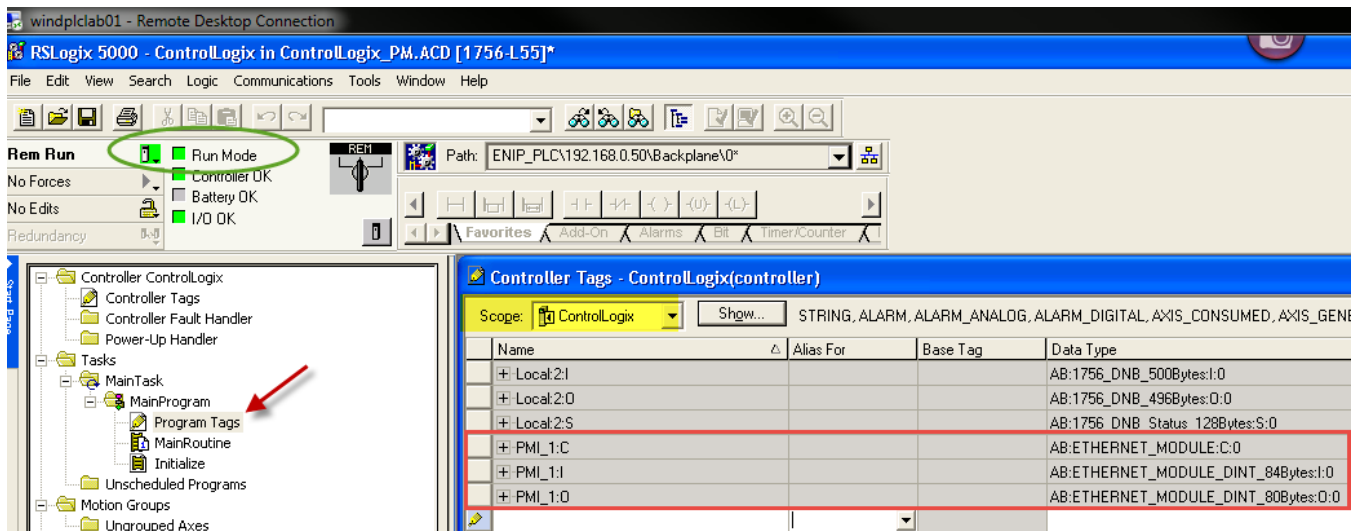 windplclab01 - Remote Desktop Connection
RSLogix 5000 - ControlLogix in ControlLogix_PM.ACD [1756-L55]*
File Edit View Search Logic Communications Tools Window Help
Rem Run
Run Mode
REM
Path: ENIP_PLC\192.168.0.50\Backplane\0*
No Forces
Controller OK
Battery OK
No Edits
I/O OK
Redundancy
Favorites Add-On Alarms Bit Timer/Counter
Start Page
Controller ControlLogix
Controller Tags
Controller Fault Handler
Power-Up Handler
Tasks
MainTask
MainProgram
Program Tags
MainRoutine
Initialize
Unscheduled Programs
Motion Groups
Ungrouped Axes
Controller Tags - ControlLogix(controller)
Scope: ControlLogix Show... STRING, ALARM, ALARM_ANALOG, ALARM_DIGITAL, AXIS_CONSUMED, AXIS_GENE
Name Alias For Base Tag Data Type
Local:2:I AB:1756_DNB_500Bytes:I:0
Local:2:O AB:1756_DNB_496Bytes:O:0
Local:2:S AB:1756_DNB_Status_128Bytes:S:0
PMI_1:C AB:ETHERNET_MODULE:C:0
PMI_1:I AB:ETHERNET_MODULE_DINT_84Bytes:I:0
PMI_1:O AB:ETHERNET_MODULE_DINT_80Bytes:O:0